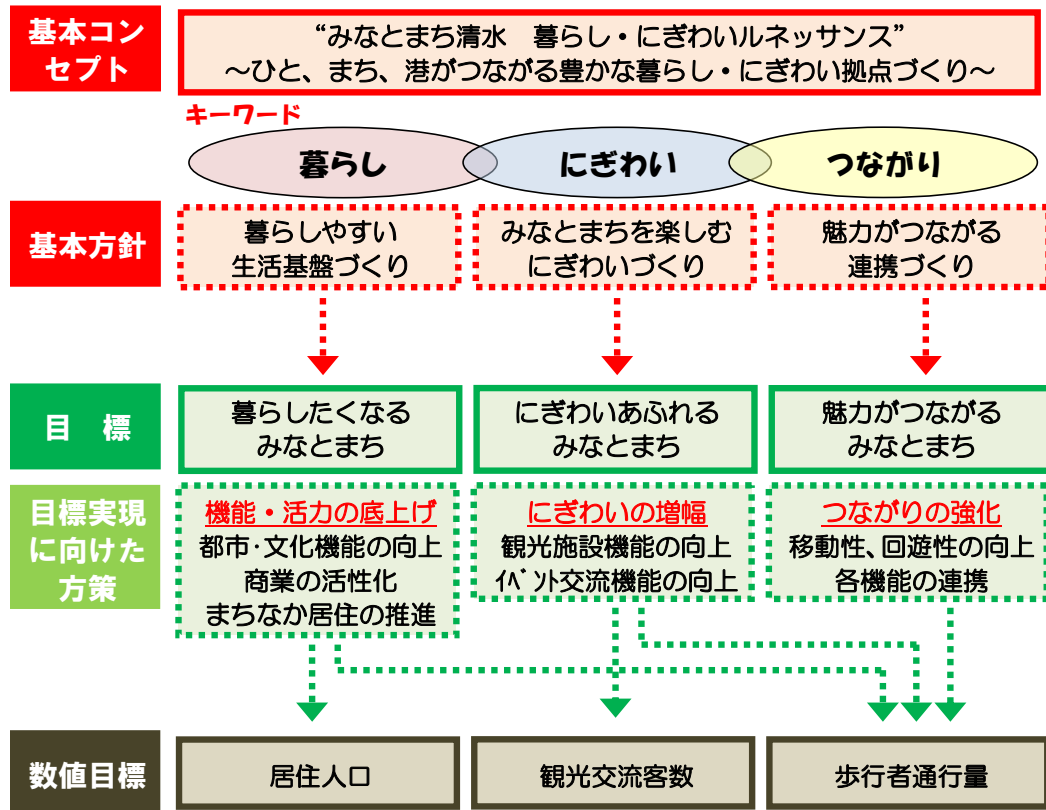 基本コン
セプト
“みなとまち清水　暮らし・にぎわいルネッサンス”
～ひと、まち、港がつながる豊かな暮らし・にぎわい拠点づくり～
キーワード
暮らし
にぎわい
つながり
基本方針
暮らしやすい
生活基盤づくり
みなとまちを楽しむ
にぎわいづくり
魅力がつながる
連携づくり
目　標
暮らしたくなる
みなとまち
にぎわいあふれる
みなとまち
魅力がつながる
みなとまち
目標実現
に向けた
方策
機能・活力の底上げ
都市･文化機能の向上
商業の活性化
まちなか居住の推進
にぎわいの増幅
観光施設機能の向上
ｲﾍﾞﾝﾄ交流機能の向上
つながりの強化
移動性、回遊性の向上
各機能の連携
数値目標
居住人口
観光交流客数
歩行者通行量